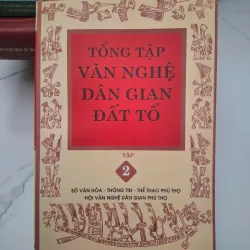 TỔNG TẬP
VĂN NGHỆ
DÂN GIAN
ĐẤT TỔ
TẬP
2
SỞ VĂN HÓA - THÔNG TIN - THỂ THAO PHÚ THỌ
HỘI VĂN NGHỆ DÂN GIAN PHÚ THỌ